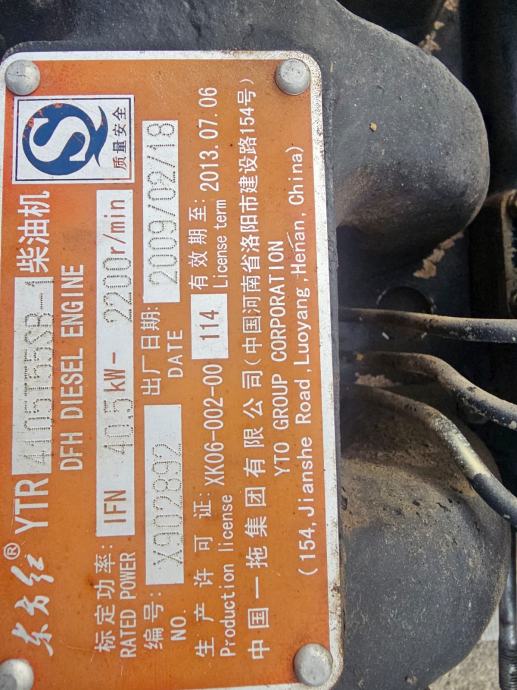 东方红® YTR 4105T55SB-1 柴油机
DFH DIESEL ENGINE
质量安全
标定功率: IFN 40.5 kW- 2200r/min
RATED POWER
编号: X902892 出厂日期: 2009/02/18
NO. DATE
生产许可证: XK06-002-00 114 有效期至: 2013.07.06
Production license License term
中国一拖集团有限公司(中国河南省洛阳市建设路154号)
YTO GROUP CORPORATION
(154,Jianshe Road,Luoyang,Henan,China)